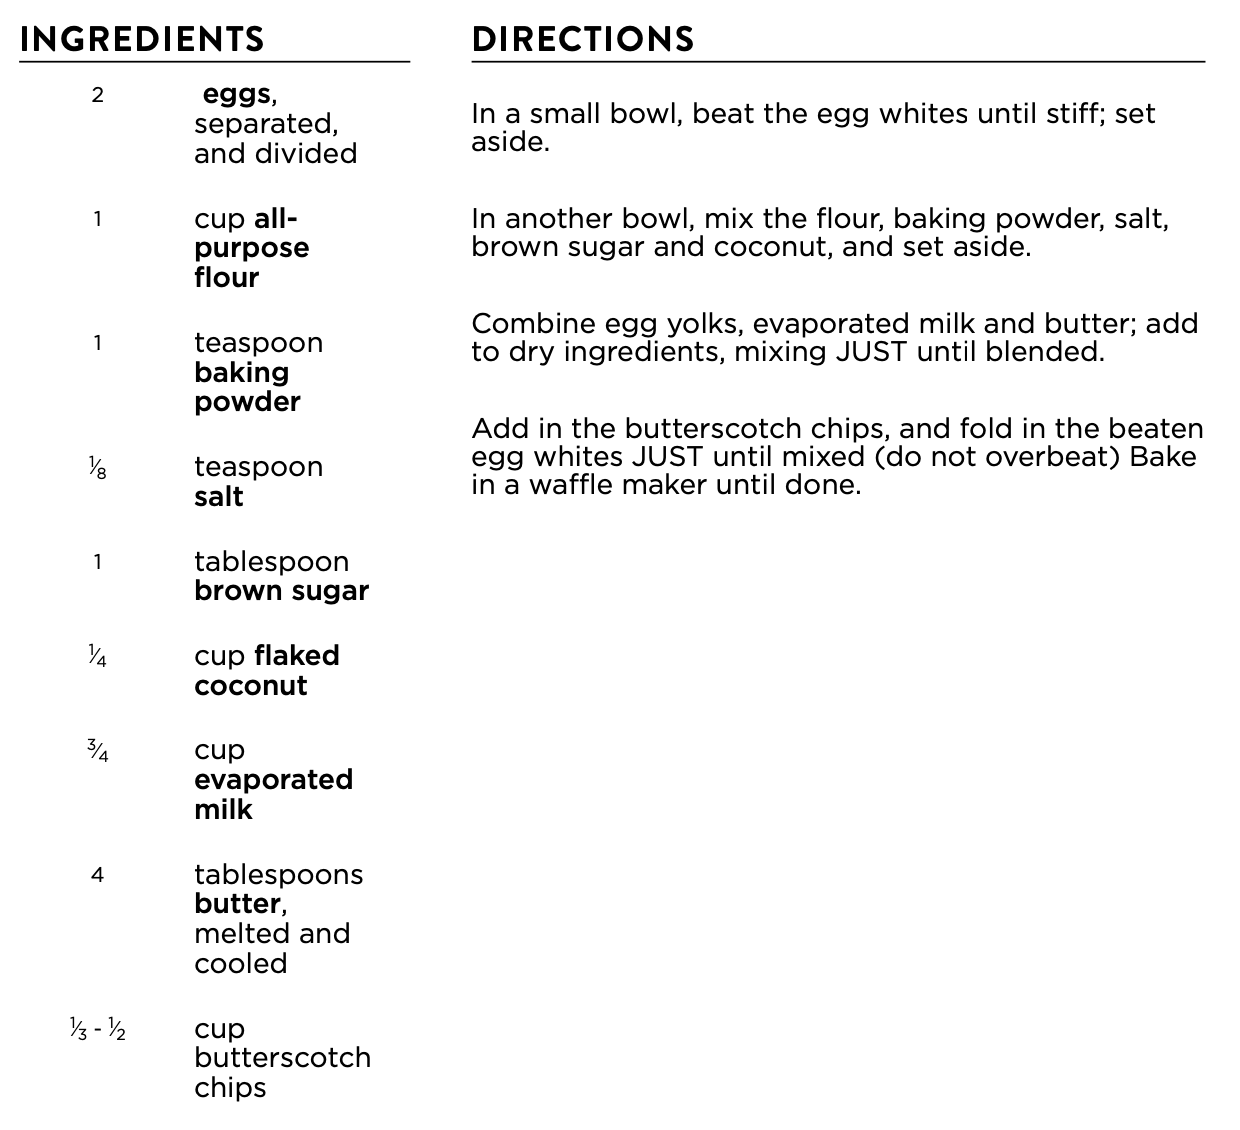 INGREDIENTS
2 eggs,
separated,
and divided
1 cup all-
purpose
flour
1 teaspoon
baking
powder
⅛ teaspoon
salt
1 tablespoon
brown sugar
¼ cup flaked
coconut
¾ cup
evaporated
milk
4 tablespoons
butter,
melted and
cooled
⅓ - ½ cup
butterscotch
chips
DIRECTIONS
In a small bowl, beat the egg whites until stiff; set
aside.
In another bowl, mix the flour, baking powder, salt,
brown sugar and coconut, and set aside.
Combine egg yolks, evaporated milk and butter; add
to dry ingredients, mixing JUST until blended.
Add in the butterscotch chips, and fold in the beaten
egg whites JUST until mixed (do not overbeat) Bake
in a waffle maker until done.